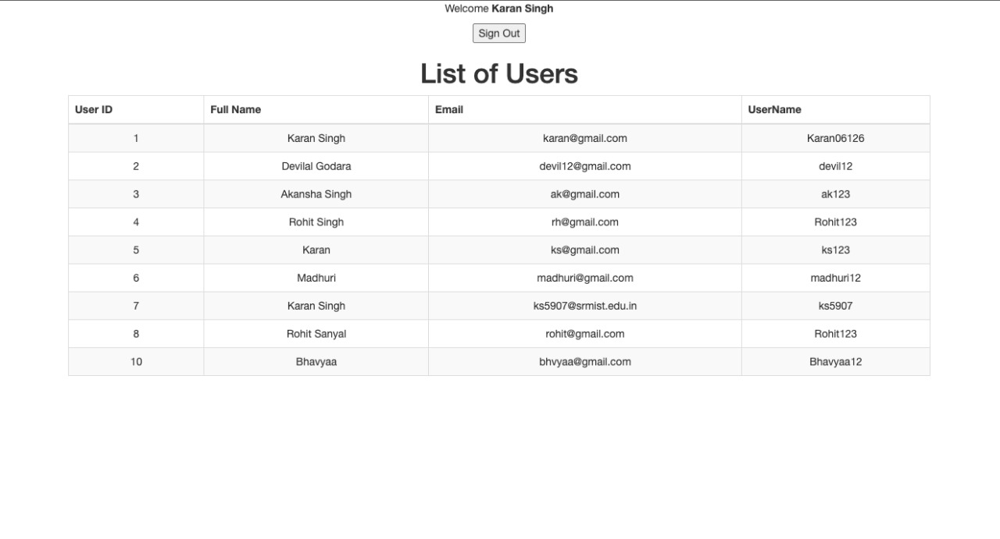 Welcome Karan Singh
Sign Out
List of Users
User ID Full Name Email UserName
1 Karan Singh karan@gmail.com Karan06126
2 Devilal Godara devil12@gmail.com devil12
3 Akansha Singh ak@gmail.com ak123
4 Rohit Singh rh@gmail.com Rohit123
5 Karan ks@gmail.com ks123
6 Madhuri madhuri@gmail.com madhuri12
7 Karan Singh ks5907@srmist.edu.in ks5907
8 Rohit Sanyal rohit@gmail.com Rohit123
10 Bhavyaa bhvyaa@gmail.com Bhavyaa12